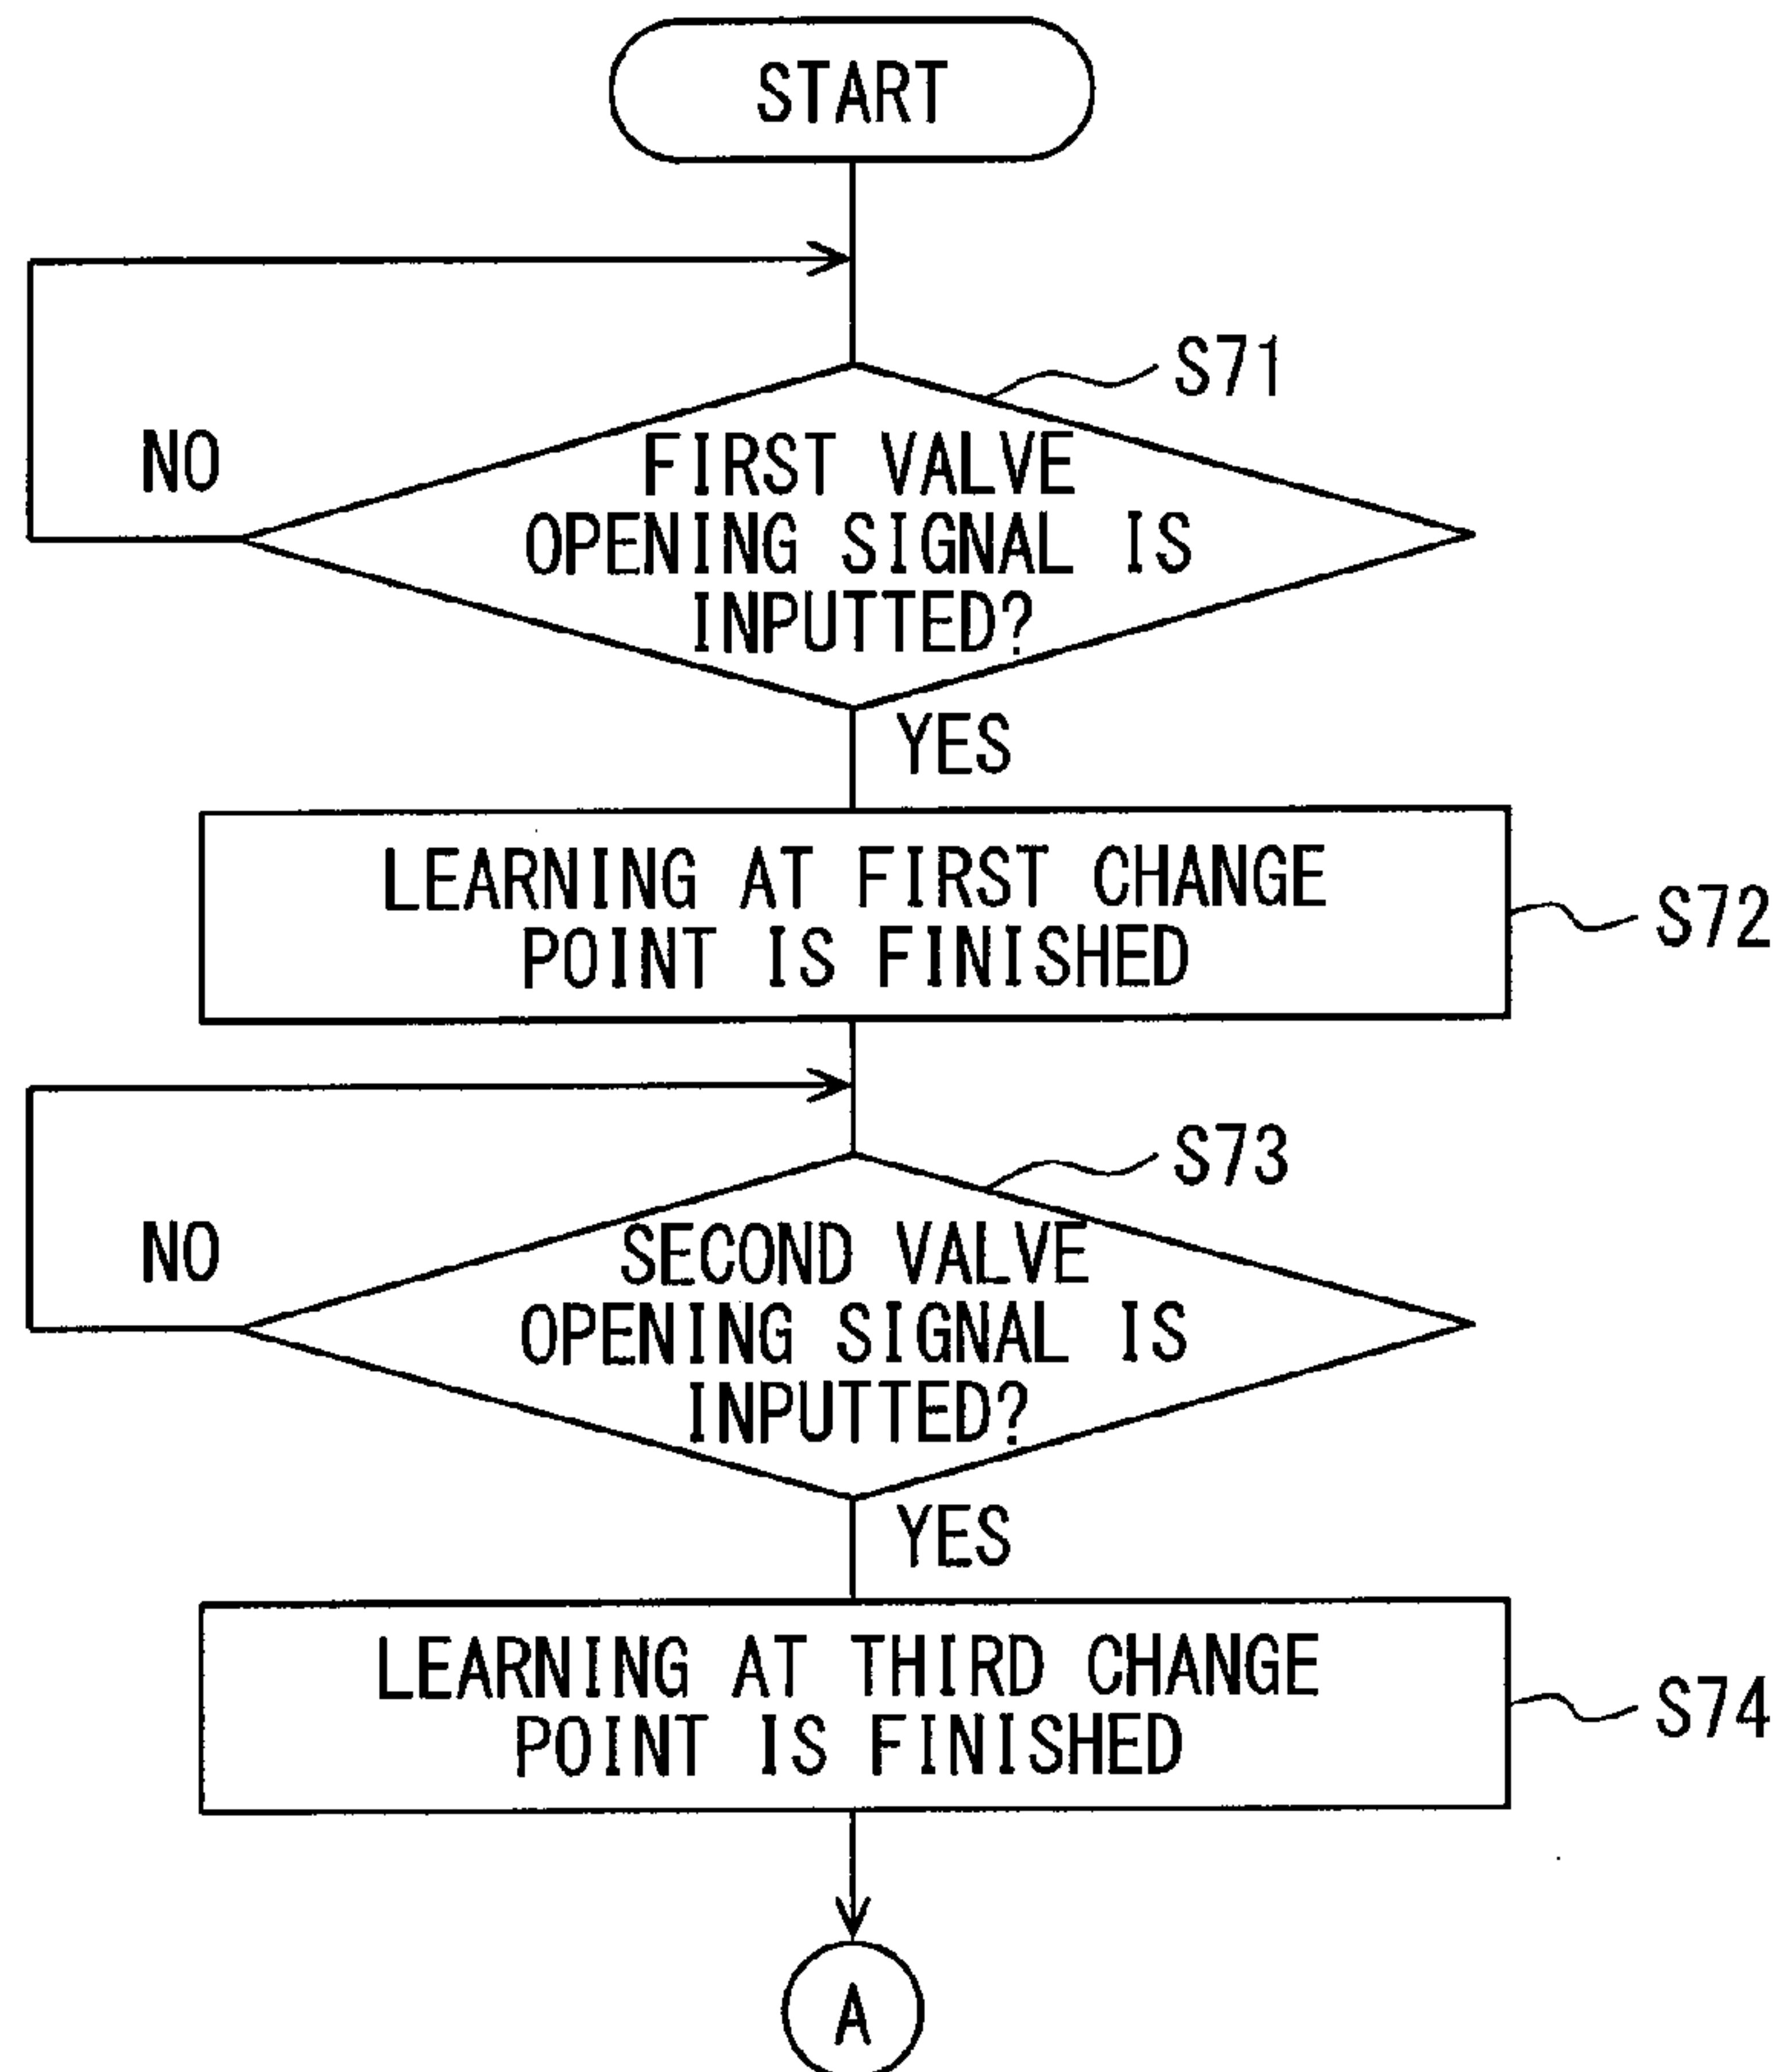 START
S71
NO
FIRST VALVE
OPENING SIGNAL IS
INPUTTED?
YES
LEARNING AT FIRST CHANGE
POINT IS FINISHED
S72
S73
NO
SECOND VALVE
OPENING SIGNAL IS
INPUTTED?
YES
LEARNING AT THIRD CHANGE
POINT IS FINISHED
S74
A